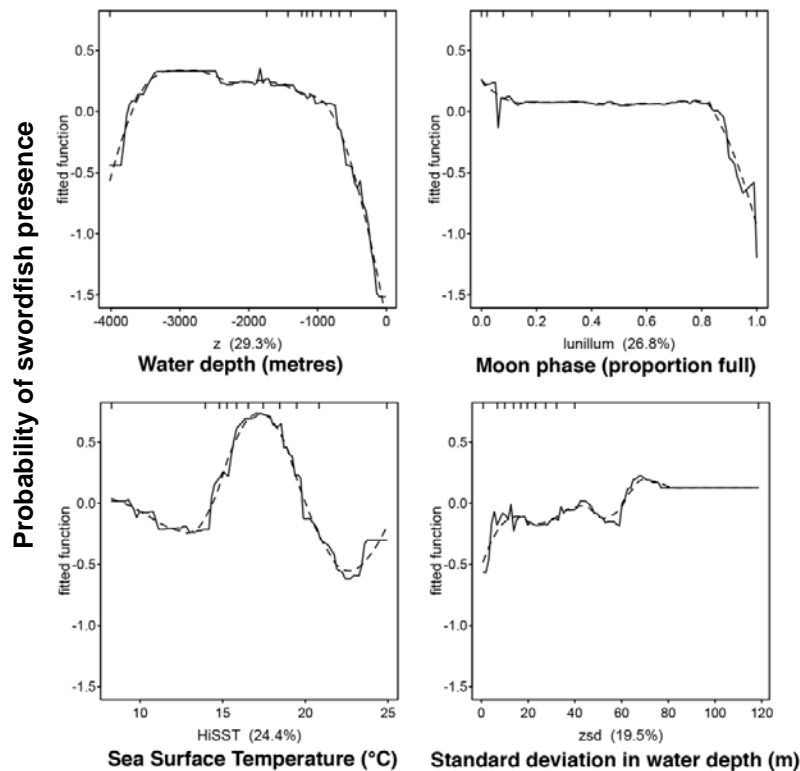 Probability of swordfish presence
fitted function
0.5
0.0
-0.5
-1.0
-1.5
-4000 -3000 -2000 -1000 0
z (29.3%)
Water depth (metres)
fitted function
0.5
0.0
-0.5
-1.0
-1.5
0.0 0.2 0.4 0.6 0.8 1.0
lunillum (26.8%)
Moon phase (proportion full)
fitted function
0.5
0.0
-0.5
-1.0
-1.5
10 15 20 25
HiSST (24.4%)
Sea Surface Temperature (°C)
fitted function
0.5
0.0
-0.5
-1.0
-1.5
0 20 40 60 80 100 120
zsd (19.5%)
Standard deviation in water depth (m)